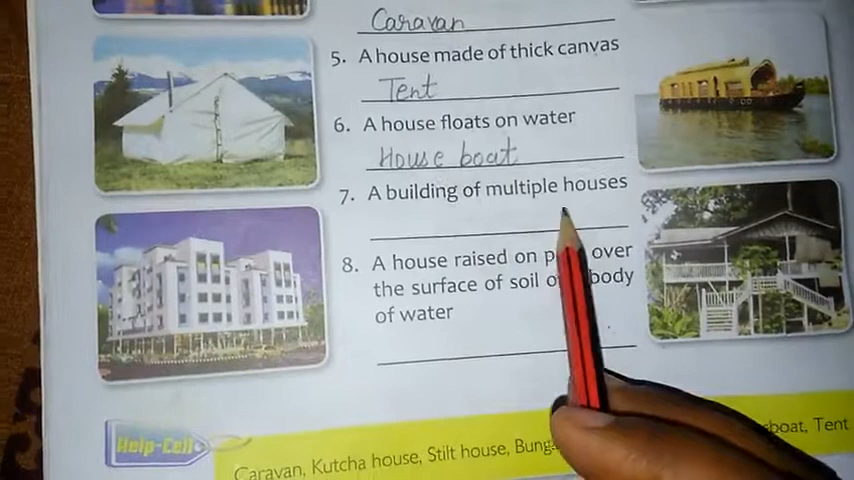 Caravan
5. A house made of thick canvas
Tent
6. A house floats on water
House boat
7. A building of multiple houses
8. A house raised on over
the surface of soil body
of water
Help-Cell
Caravan, Kutcha house, Stilt house, Tent